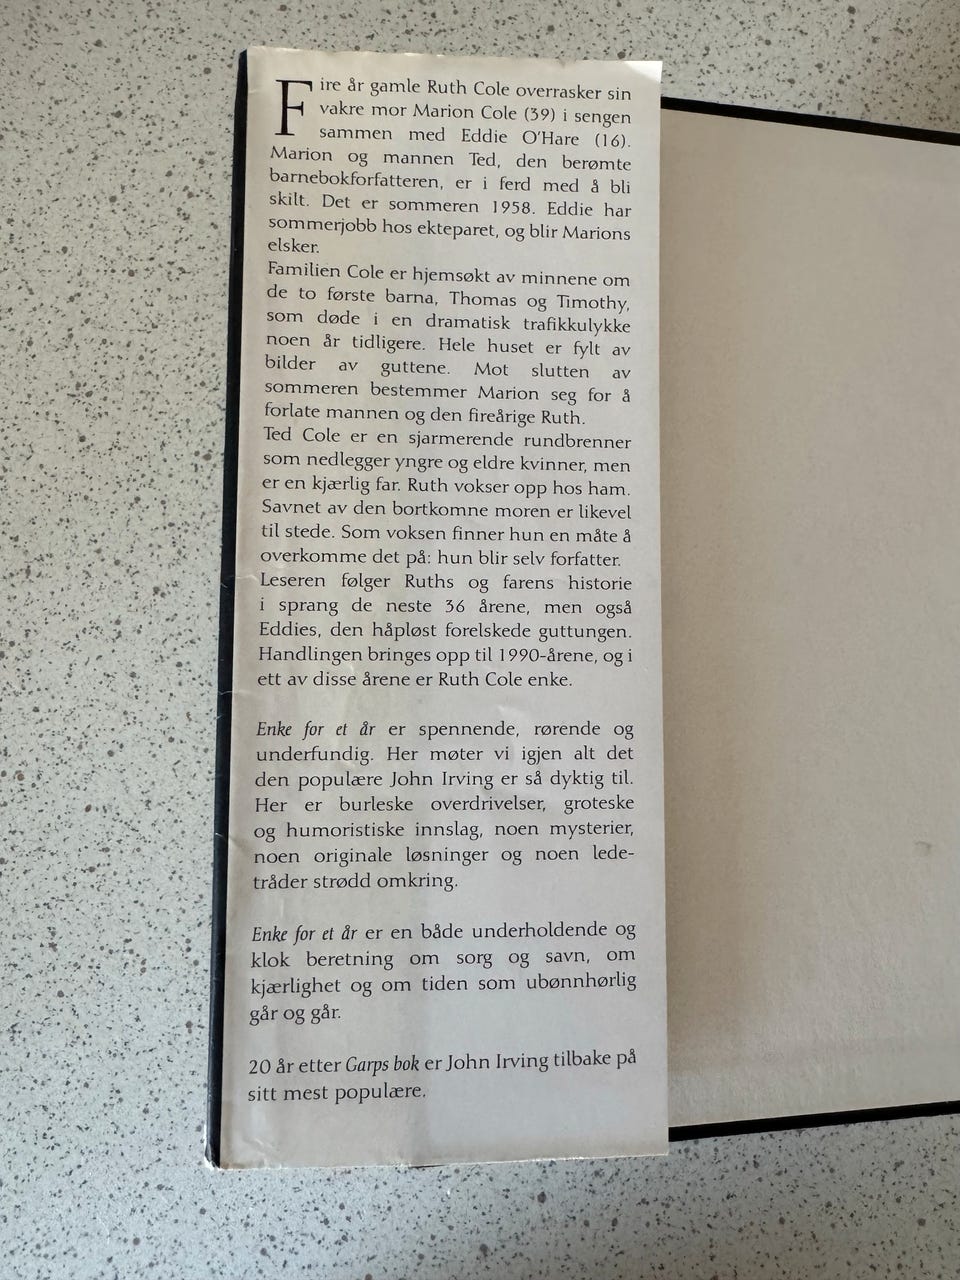 Fire år gamle Ruth Cole overrasker sin
vakre mor Marion Cole (39) i sengen
sammen med Eddie O'Hare (16).
Marion og mannen Ted, den berømte
barnebokforfatteren, er i ferd med å bli
skilt. Det er sommeren 1958. Eddie har
sommerjobb hos ekteparet, og blir Marions
elsker.
Familien Cole er hjemsøkt av minnene om
de to første barna, Thomas og Timothy,
som døde i en dramatisk trafikkulykke
noen år tidligere. Hele huset er fylt av
bilder av guttene. Mot slutten av
sommeren bestemmer Marion seg for å
forlate mannen og den fireårige Ruth.
Ted Cole er en sjarmerende rundbrenner
som nedlegger yngre og eldre kvinner, men
er en kjærlig far. Ruth vokser opp hos ham.
Savnet av den bortkomne moren er likevel
til stede. Som voksen finner hun en måte å
overkomme det på: hun blir selv forfatter.
Leseren følger Ruths og farens historie
i sprang de neste 36 årene, men også
Eddies, den håpløst forelskede guttungen.
Handlingen bringes opp til 1990-årene, og i
ett av disse årene er Ruth Cole enke.
Enke for et år er spennende, rørende og
underfundig. Her møter vi igjen alt det
den populære John Irving er så dyktig til.
Her er burleske overdrivelser, groteske
og humoristiske innslag, noen mysterier,
noen originale løsninger og noen lede-
tråder strødd omkring.
Enke for et år er en både underholdende og
klok beretning om sorg og savn, om
kjærlighet og om tiden som ubønnhørlig
går og går.
20 år etter Garps bok er John Irving tilbake på
sitt mest populære.